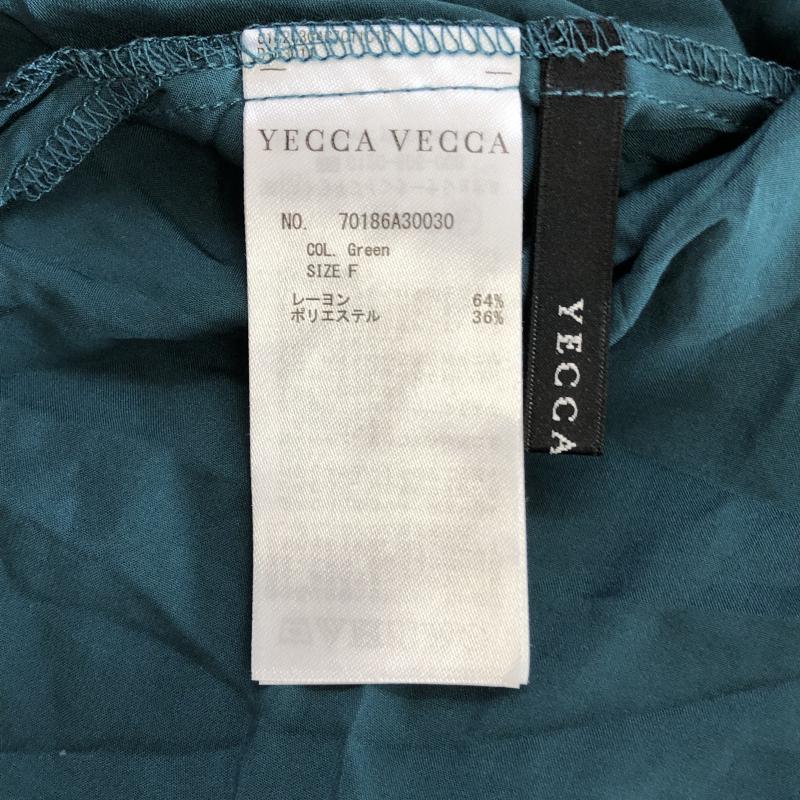 YECCA VECCA
NO. 70186A30030
COL. Green
SIZE F
レーヨン 64%
ポリエステル 36%
YECCA